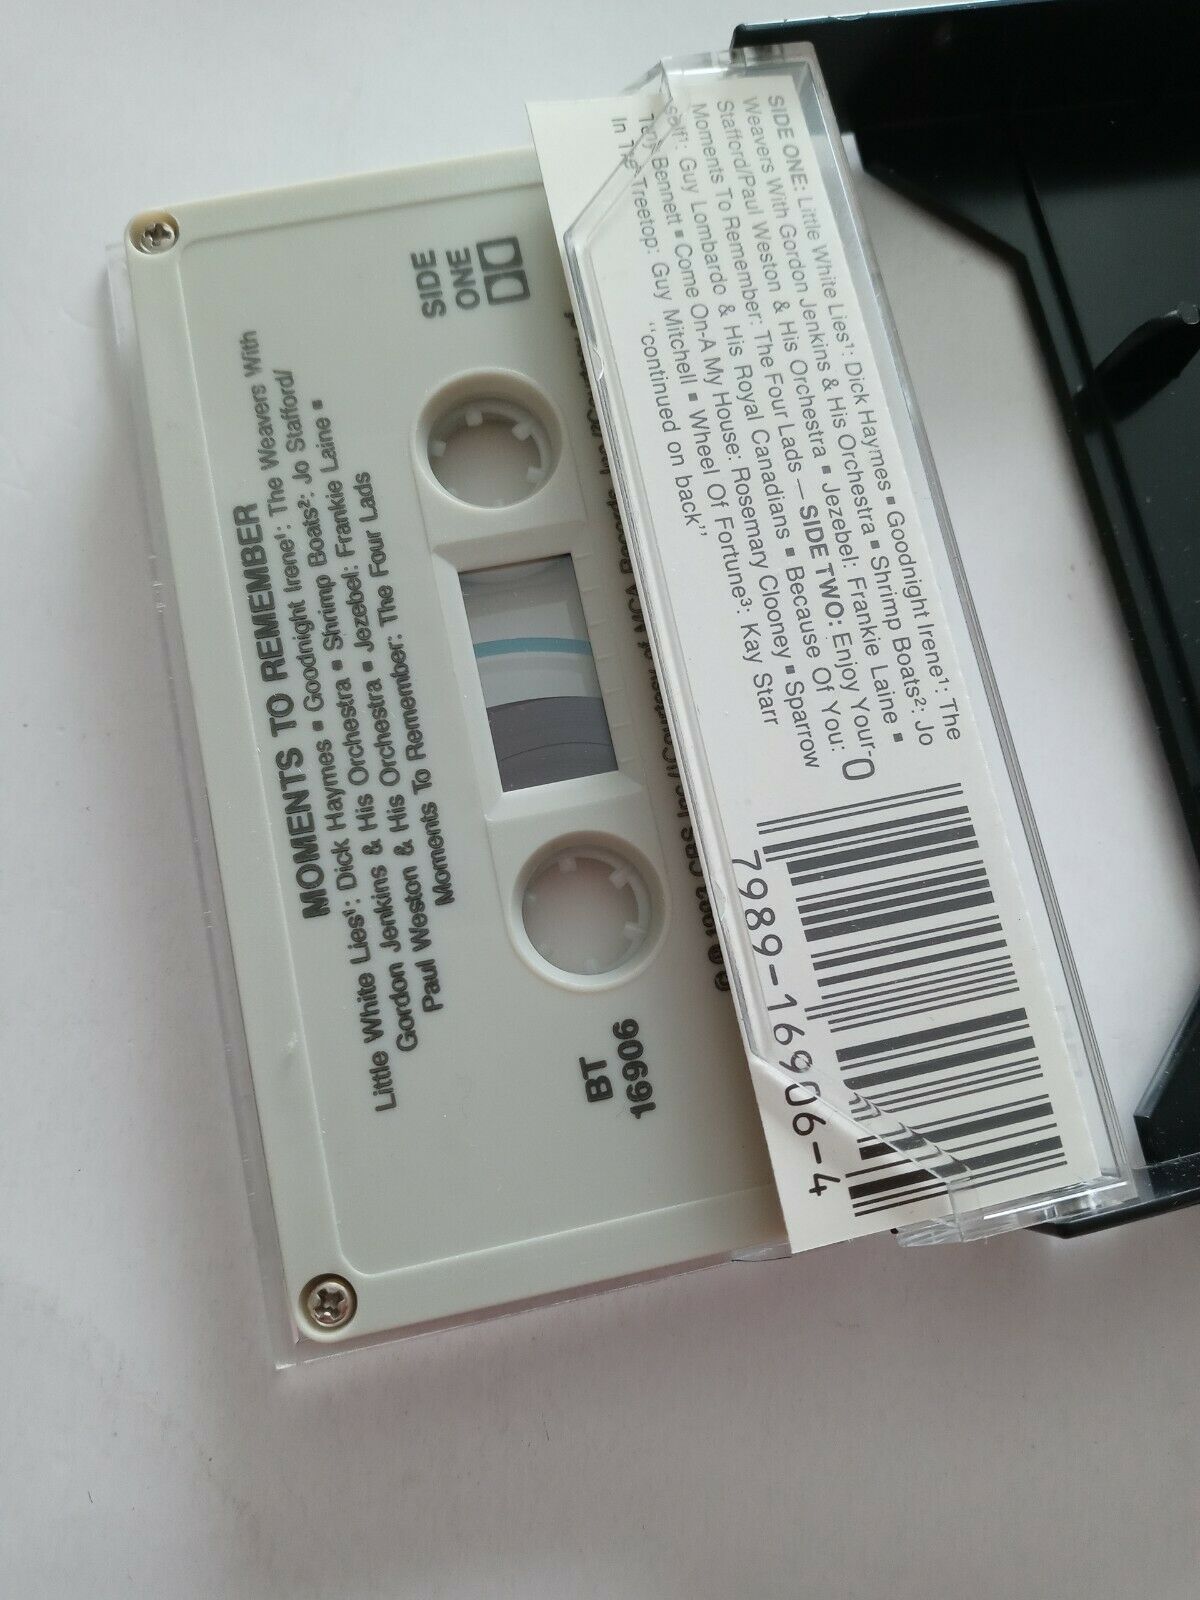 SIDE
ONE
MOMENTS TO REMEMBER
Little White Lies¹: Dick Haymes ▪ Goodnight Irene¹: The Weavers With
Gordon Jenkins & His Orchestra ▪ Shrimp Boats²: Jo Stafford/
Paul Weston & His Orchestra ▪ Jezebel: Frankie Laine ▪
Moments To Remember: The Four Lads
BT
16906
SIDE ONE: Little White Lies¹: Dick Haymes ▪ Goodnight Irene¹: The
Weavers With Gordon Jenkins & His Orchestra ▪ Shrimp Boats²: Jo
Stafford/Paul Weston & His Orchestra ▪ Jezebel: Frankie Laine ▪
Moments To Remember: The Four Lads — SIDE TWO: Enjoy Your-
self¹: Guy Lombardo & His Royal Canadians ▪ Because Of You:
Tony Bennett ▪ Come On-A My House: Rosemary Clooney ▪ Sparrow
In The Treetop: Guy Mitchell ▪ Wheel Of Fortune³: Kay Starr
"continued on back"
0
7989-16906-4